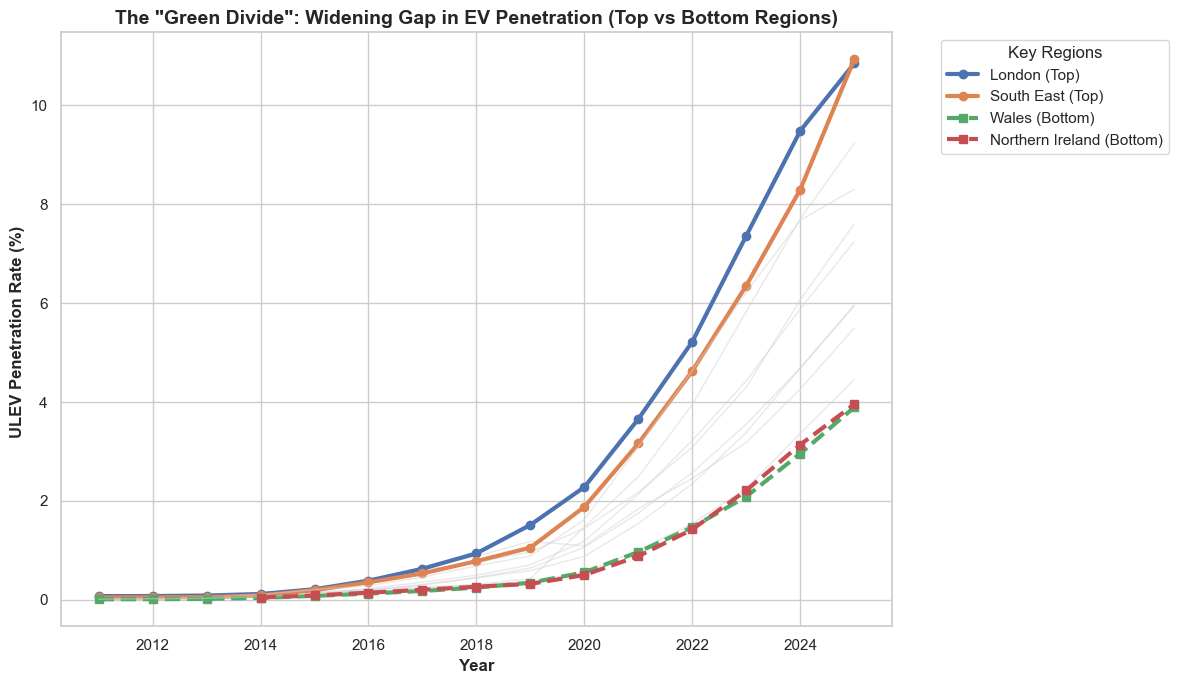 The "Green Divide": Widening Gap in EV Penetration (Top vs Bottom Regions)
Key Regions
London (Top)
South East (Top)
Wales (Bottom)
Northern Ireland (Bottom)
ULEV Penetration Rate (%)
10
8
6
4
2
0
2012
2014
2016
2018
2020
2022
2024
Year